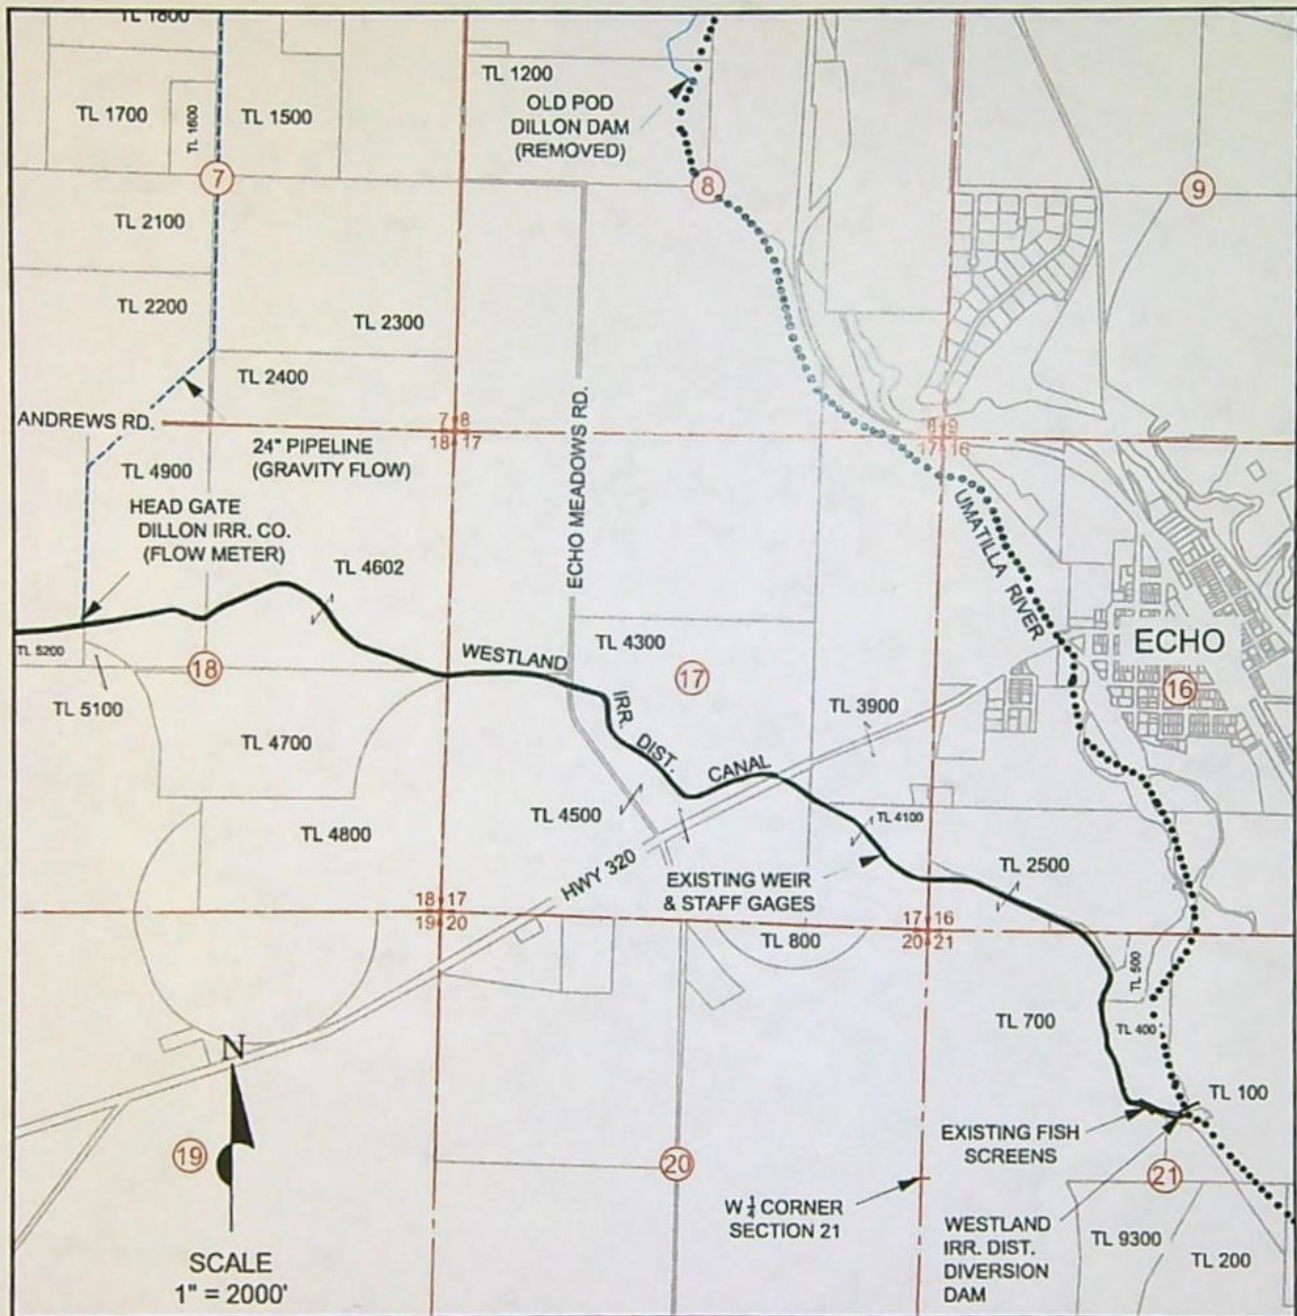 TL 1800
TL 1700
TL 1600
TL 1500
TL 1200
OLD POD
DILLON DAM
(REMOVED)
7
8
9
TL 2100
TL 2200
TL 2300
TL 2400
ANDREWS RD.
24" PIPELINE
(GRAVITY FLOW)
TL 4900
HEAD GATE
DILLON IRR. CO.
(FLOW METER)
7 8
18 17
8 9
17 16
ECHO MEADOWS RD.
UMATILLA RIVER
TL 4602
TL 5200
18
TL 5100
WESTLAND
IRR.
DIST.
CANAL
TL 4300
17
ECHO
16
TL 4700
TL 3900
TL 4800
TL 4500
TL 4100
HWY 320
EXISTING WEIR
& STAFF GAGES
TL 2500
18 17
19 20
17 16
20 21
TL 800
TL 500
TL 700
TL 400
TL 100
N
19
20
21
EXISTING FISH
SCREENS
W 1/4 CORNER
SECTION 21
WESTLAND
IRR. DIST.
DIVERSION
DAM
TL 9300
TL 200
SCALE
1" = 2000'